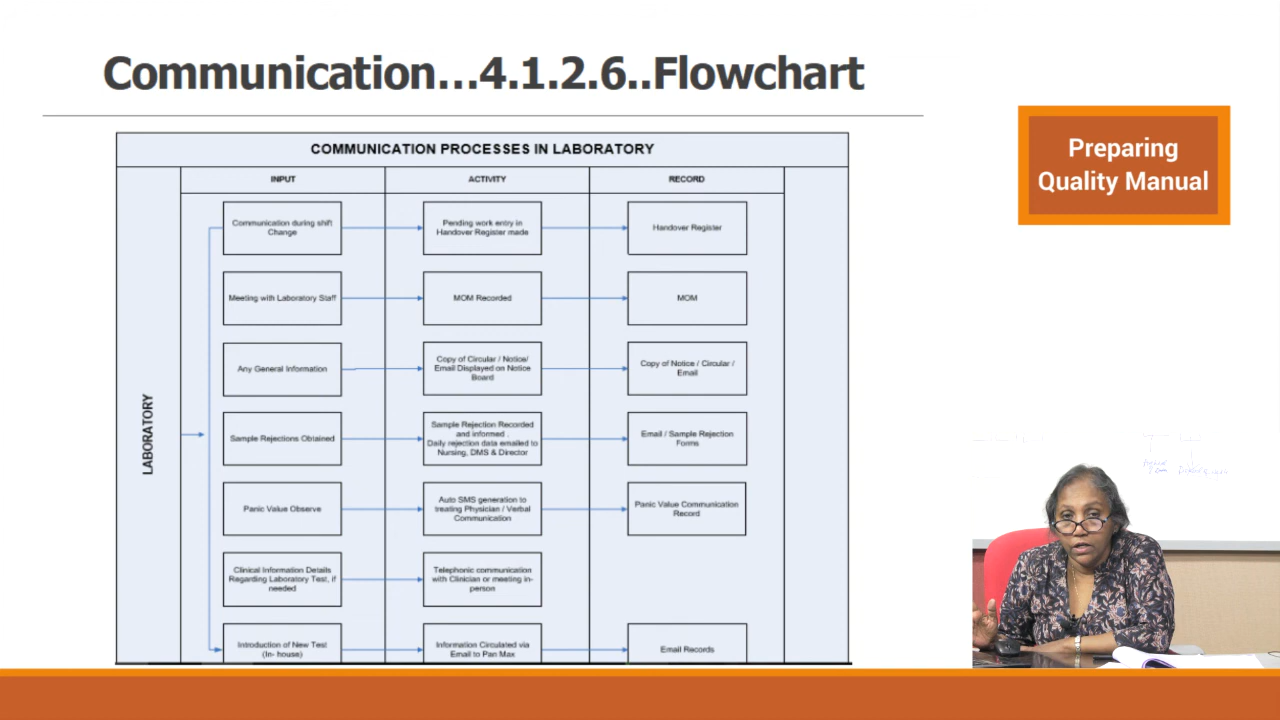 Communication...4.1.2.6..Flowchart
Preparing
Quality Manual
COMMUNICATION PROCESSES IN LABORATORY
INPUT
ACTIVITY
RECORD
LABORATORY
Communication during shift
Change
Pending work entry in
Handover Register made
Handover Register
Meeting with Laboratory Staff
MOM Recorded
MOM
Any General Information
Copy of Circular / Notice/
Email Displayed on Notice
Board
Copy of Notice / Circular /
Email
Sample Rejections Obtained
Sample Rejection Recorded
and informed .
Daily rejection data emailed to
Nursing, DMS & Director
Email / Sample Rejection
Forms
Panic Value Observe
Auto SMS generation to
treating Physician / Verbal
Communication
Panic Value Communication
Record
Clinical Information Details
Regarding Laboratory Test, if
needed
Telephonic communication
with Clinician or meeting in-
person
Introduction of New Test
(In- house)
Information Circulated via
Email to Pan Max
Email Records